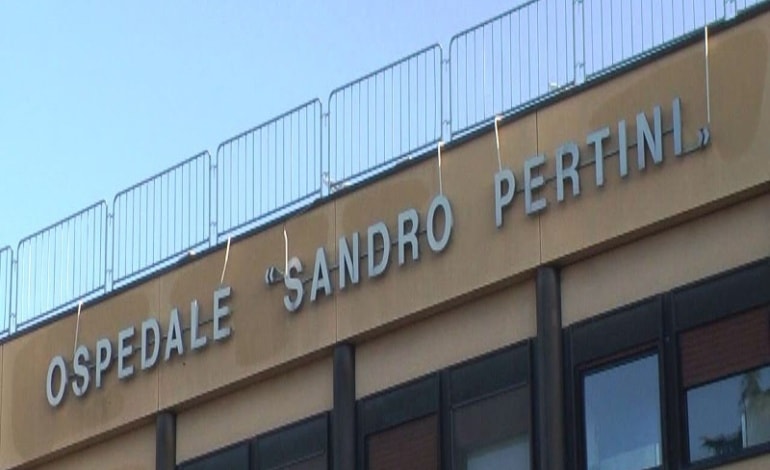 OSPEDALE "SANDRO PERTINI"